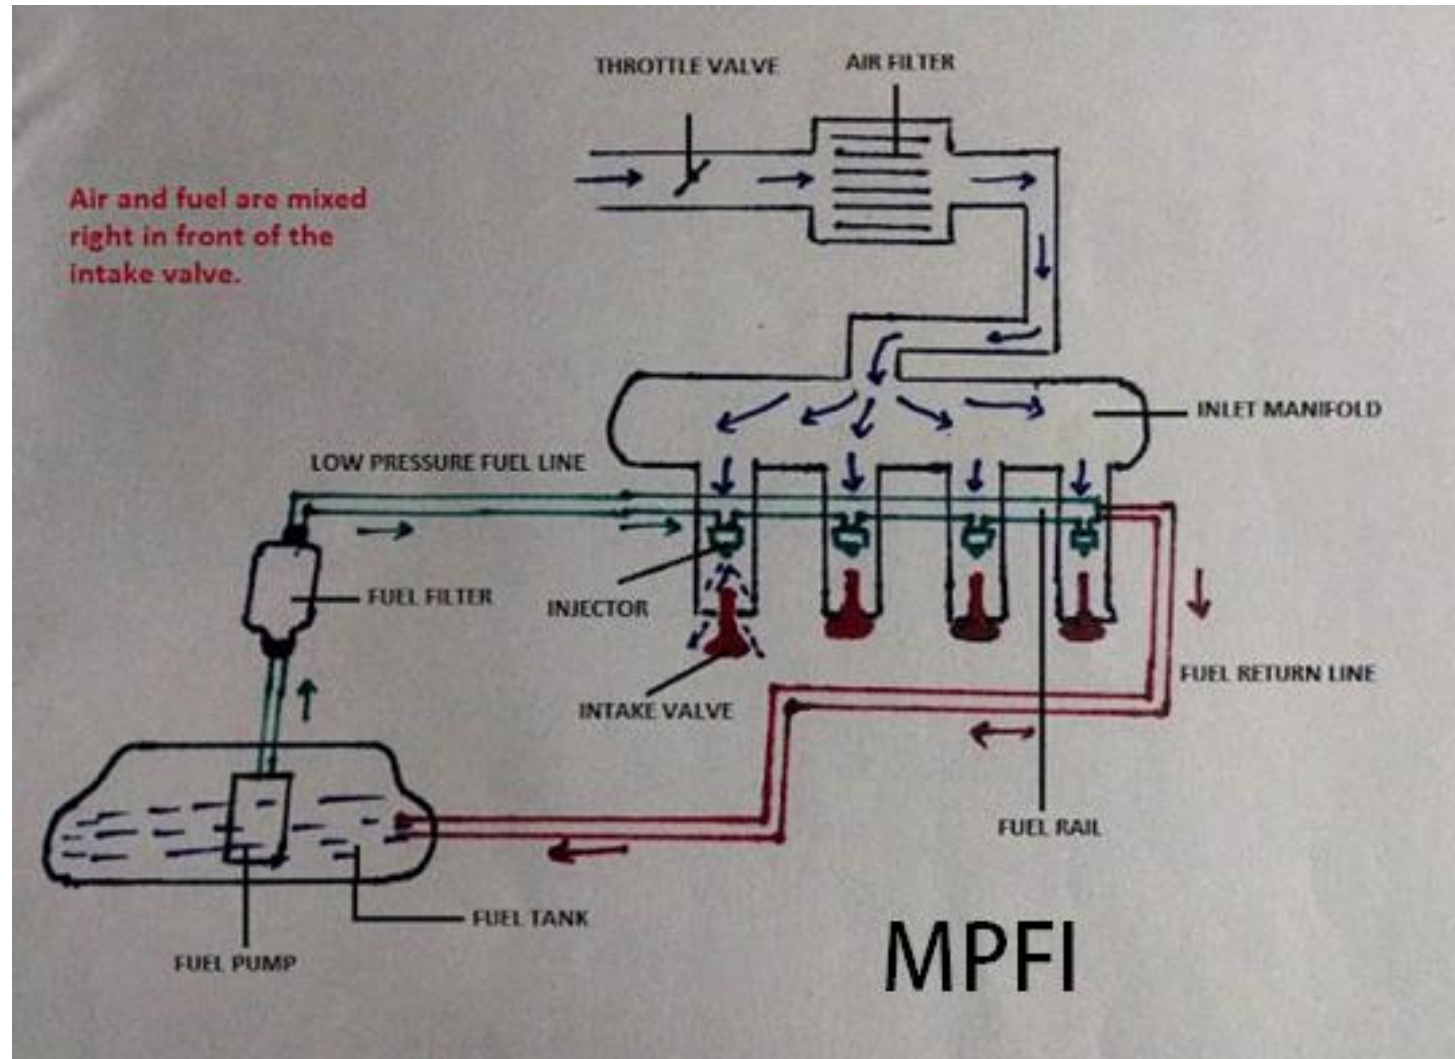 THROTTLE VALVE
AIR FILTER
Air and fuel are mixed
right in front of the
intake valve.
INLET MANIFOLD
LOW PRESSURE FUEL LINE
FUEL FILTER
INJECTOR
INTAKE VALVE
FUEL RETURN LINE
FUEL RAIL
FUEL TANK
FUEL PUMP
MPFI